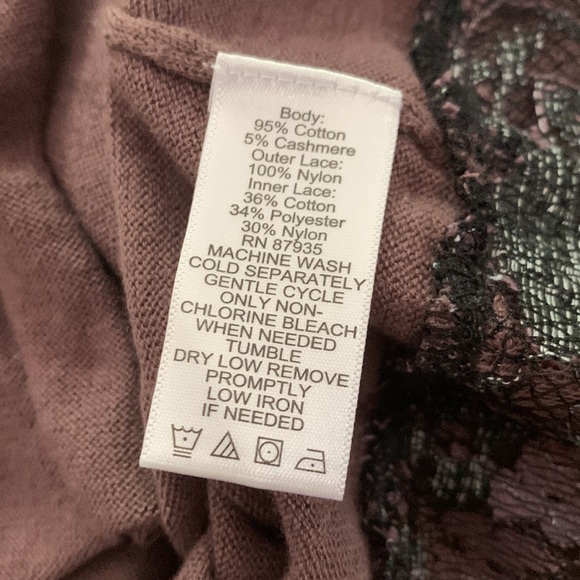 Body:
95% Cotton
5% Cashmere
Outer Lace:
100% Nylon
Inner Lace:
36% Cotton
34% Polyester
30% Nylon
RN 87935
MACHINE WASH
COLD SEPARATELY
GENTLE CYCLE
ONLY NON-
CHLORINE BLEACH
WHEN NEEDED
TUMBLE
DRY LOW REMOVE
PROMPTLY
LOW IRON
IF NEEDED